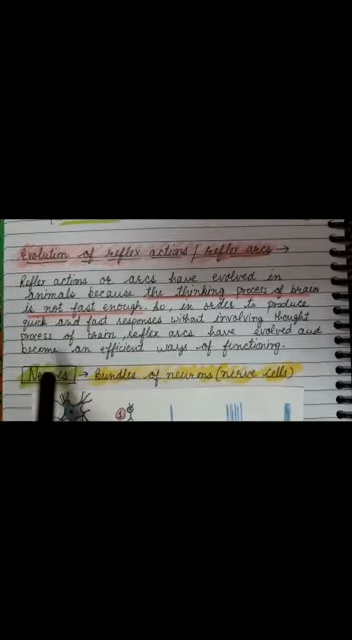 Evolution of reflex actions / reflex arcs →
Reflex actions or arcs have evolved in
animals because the thinking process of brain
is not fast enough. So, in order to produce
quick and fast responses without involving thought
process of brain, reflex arcs have evolved and
become an efficient ways of functioning.
Nerves → Bundles of neurons (nerve cells)
1